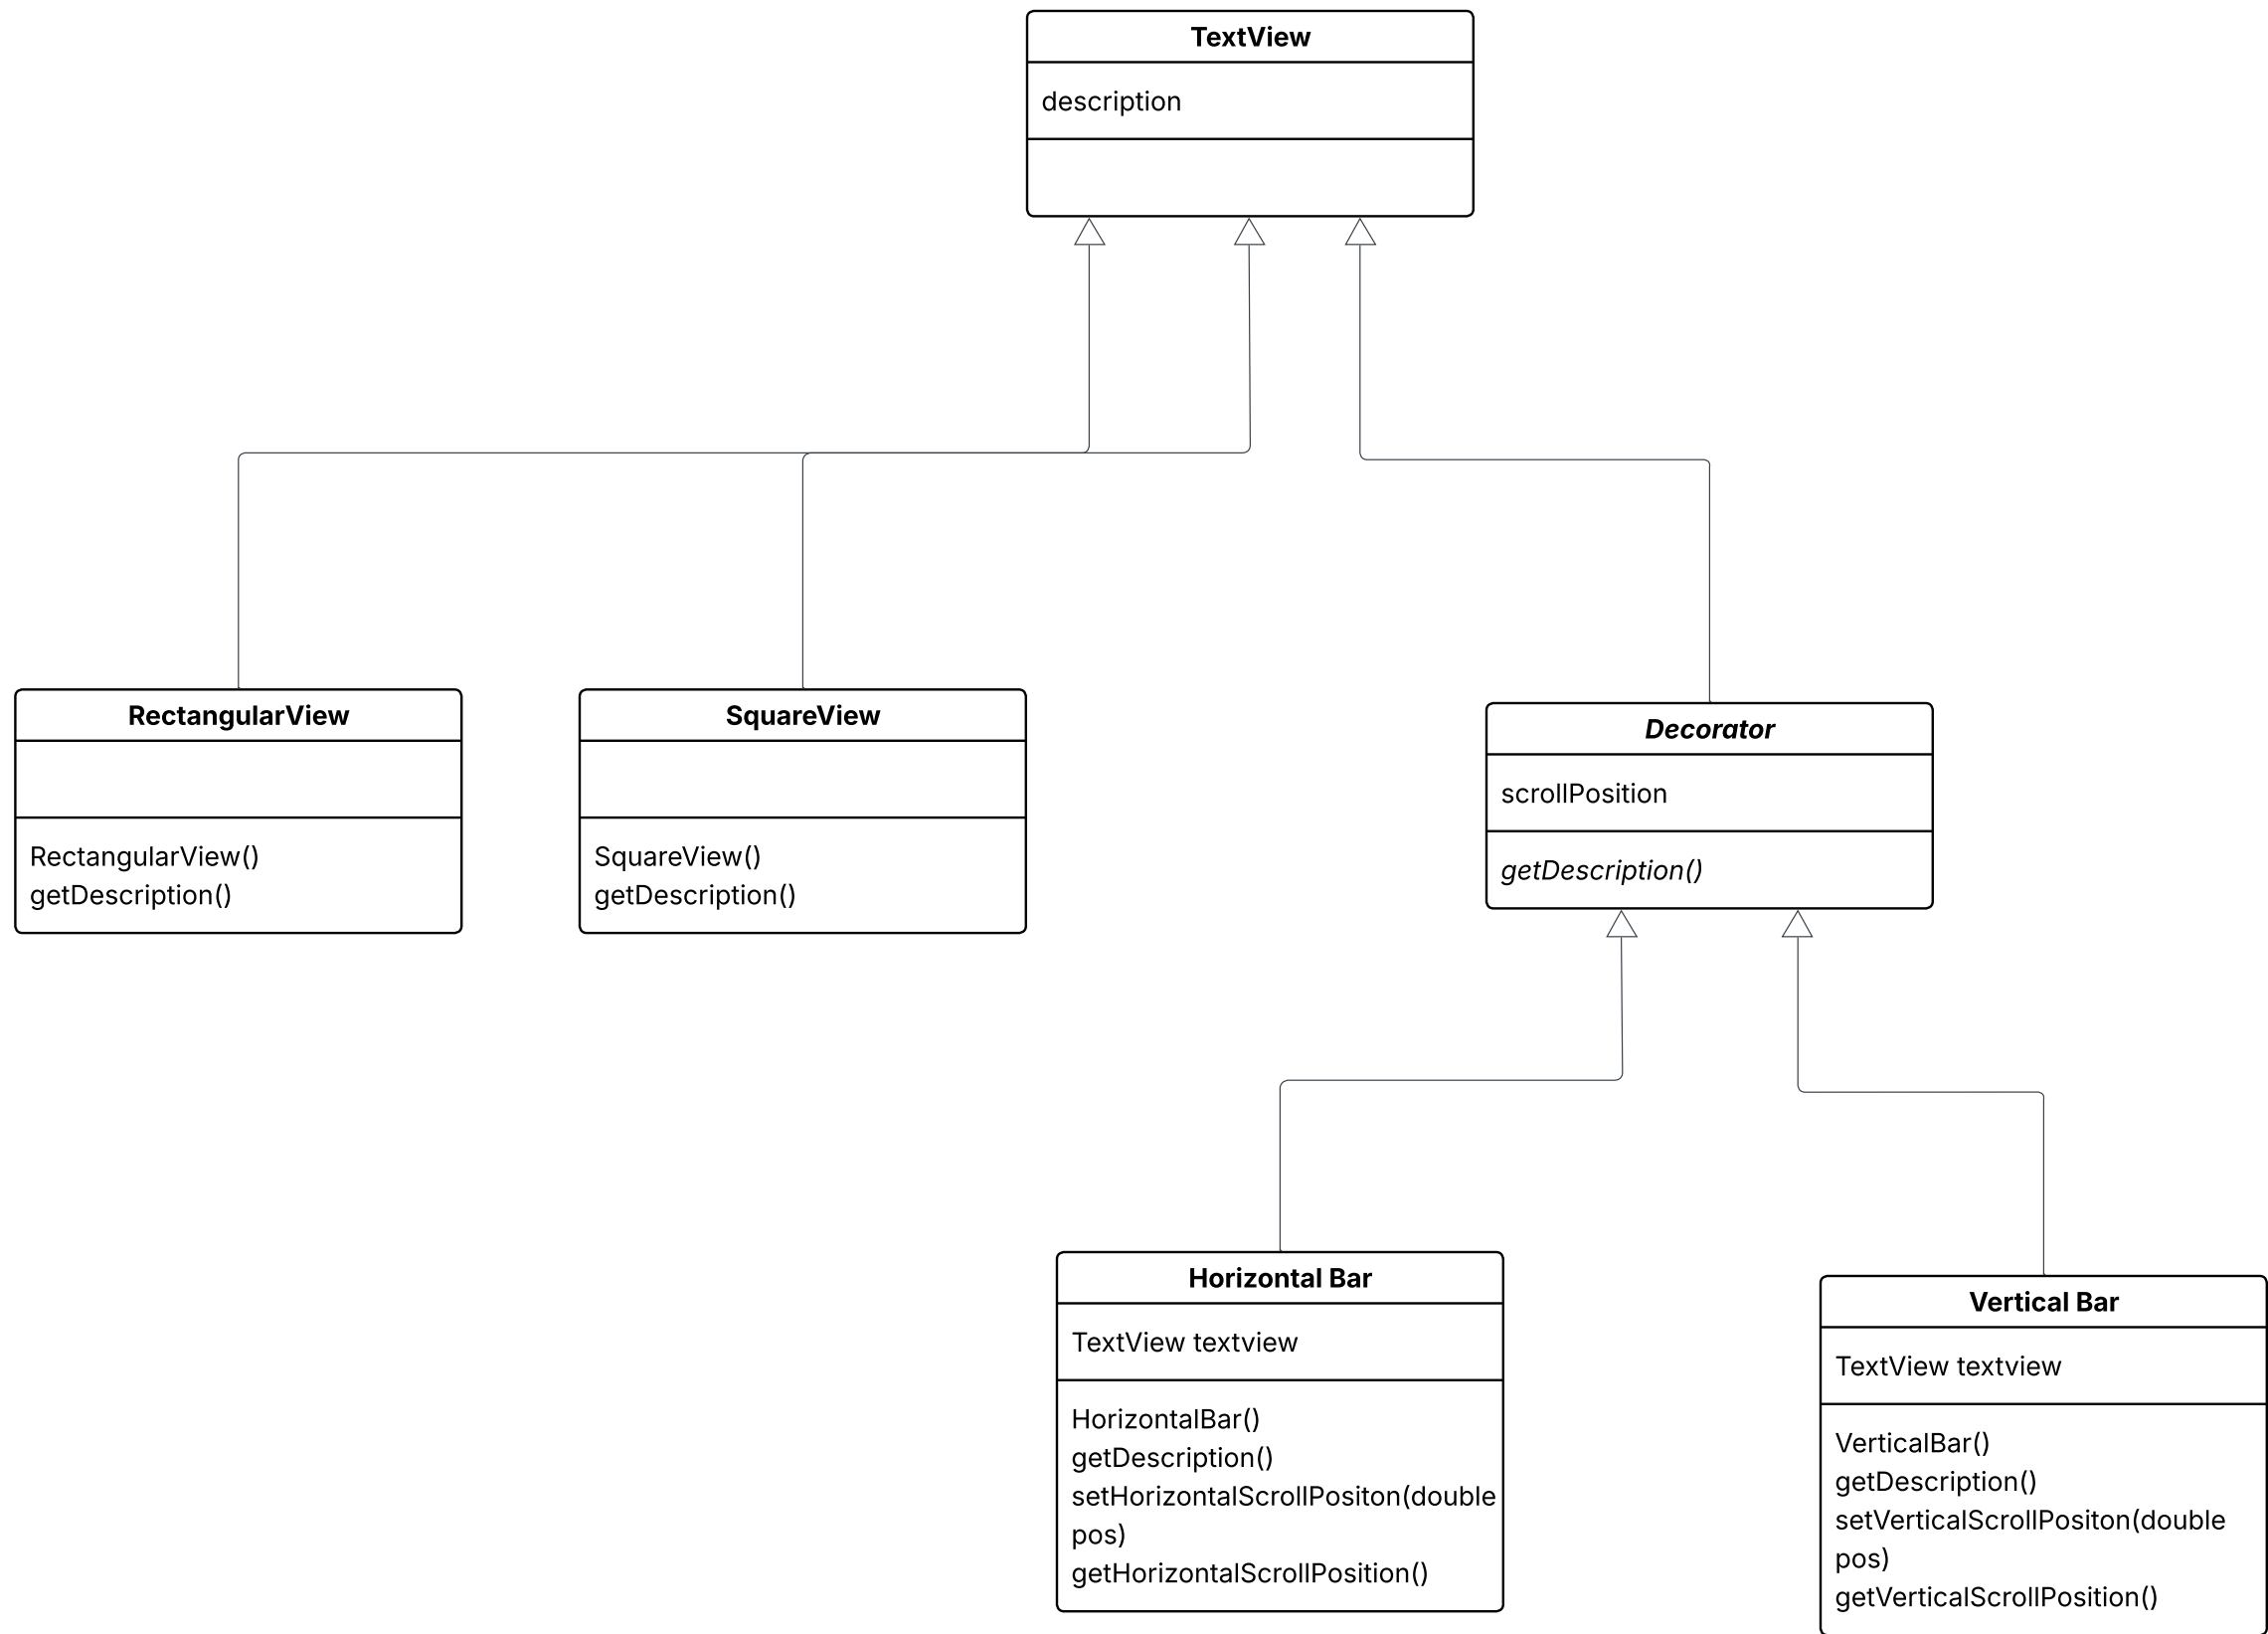 TextView
description
RectangularView
RectangularView()
getDescription()
SquareView
SquareView()
getDescription()
Decorator
scrollPosition
getDescription()
Horizontal Bar
TextView textview
HorizontalBar()
getDescription()
setHorizontalScrollPositon(double
pos)
getHorizontalScrollPosition()
Vertical Bar
TextView textview
VerticalBar()
getDescription()
setVerticalScrollPositon(double
pos)
getVerticalScrollPosition()